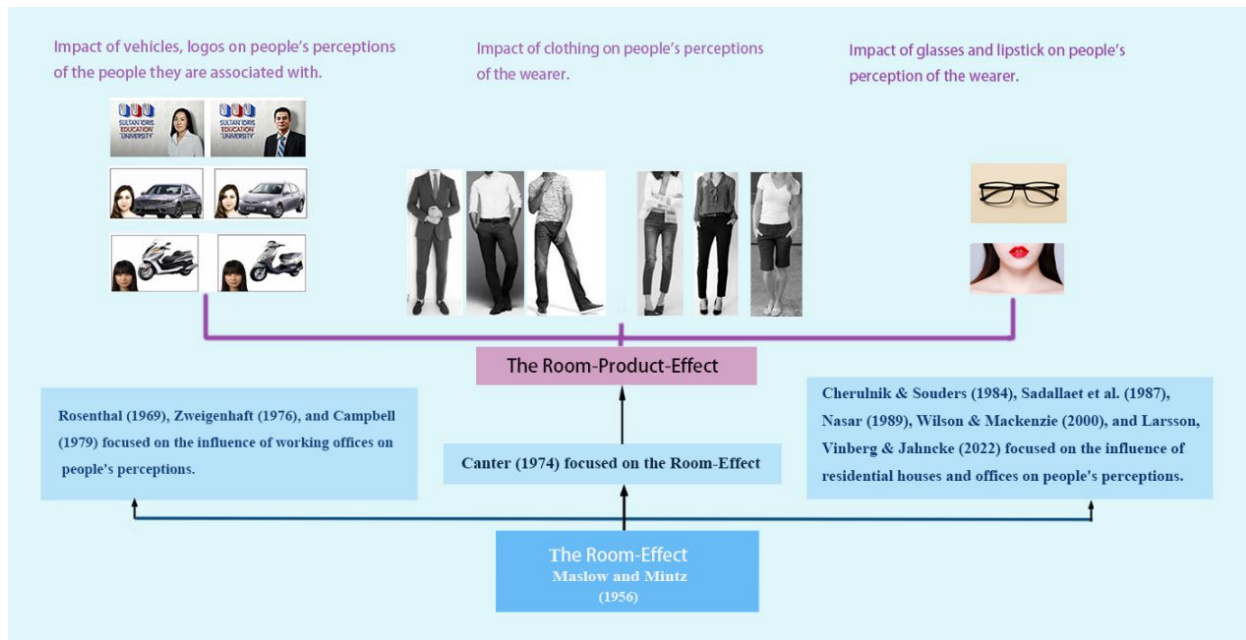 Impact of vehicles, logos on people's perceptions
of the people they are associated with.
Impact of clothing on people's perceptions
of the wearer.
Impact of glasses and lipstick on people's
perception of the wearer.
SULTAN IDRIS
EDUCATION
UNIVERSITY
SULTAN IDRIS
EDUCATION
UNIVERSITY
The Room-Product-Effect
Rosenthal (1969), Zweigenhaft (1976), and Campbell
(1979) focused on the influence of working offices on
people's perceptions.
Canter (1974) focused on the Room-Effect
Cherulnik & Souders (1984), Sadallaet et al. (1987),
Nasar (1989), Wilson & Mackenzie (2000), and Larsson,
Vinberg & Jahncke (2022) focused on the influence of
residential houses and offices on people's perceptions.
The Room-Effect
Maslow and Mintz
(1956)